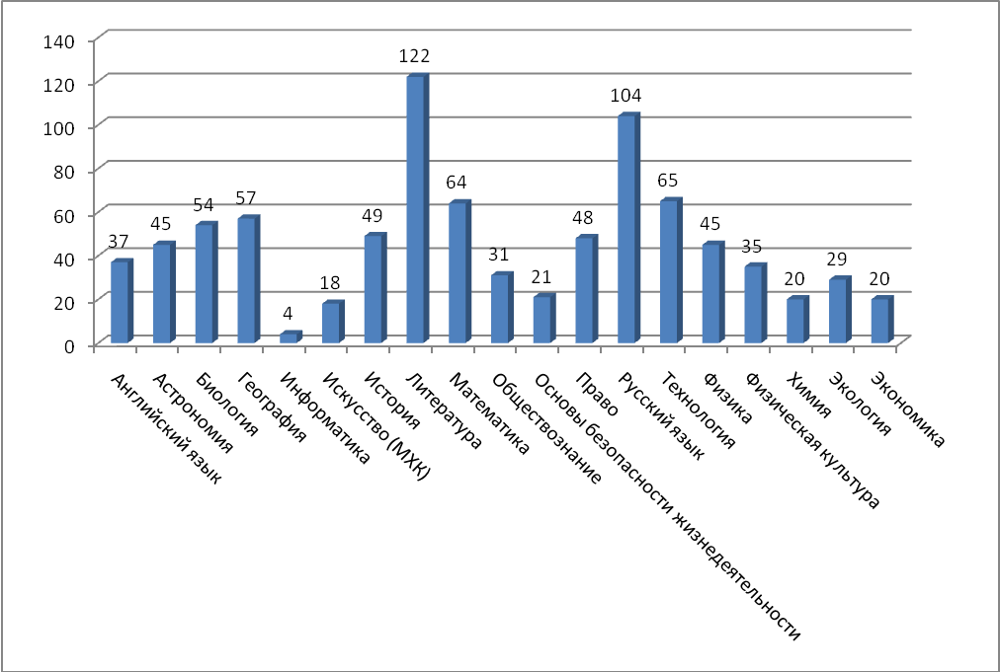 140
120
100
80
60
40
20
0
37
45
54
57
4
18
49
122
64
31
21
48
104
65
45
35
20
29
20
Английский язык
Астрономия
Биология
География
Информатика
Искусство (МХК)
История
Литература
Математика
Обществознание
Основы безопасности жизнедеятельности
Право
Русский язык
Технология
Физика
Физическая культура
Химия
Экология
Экономика